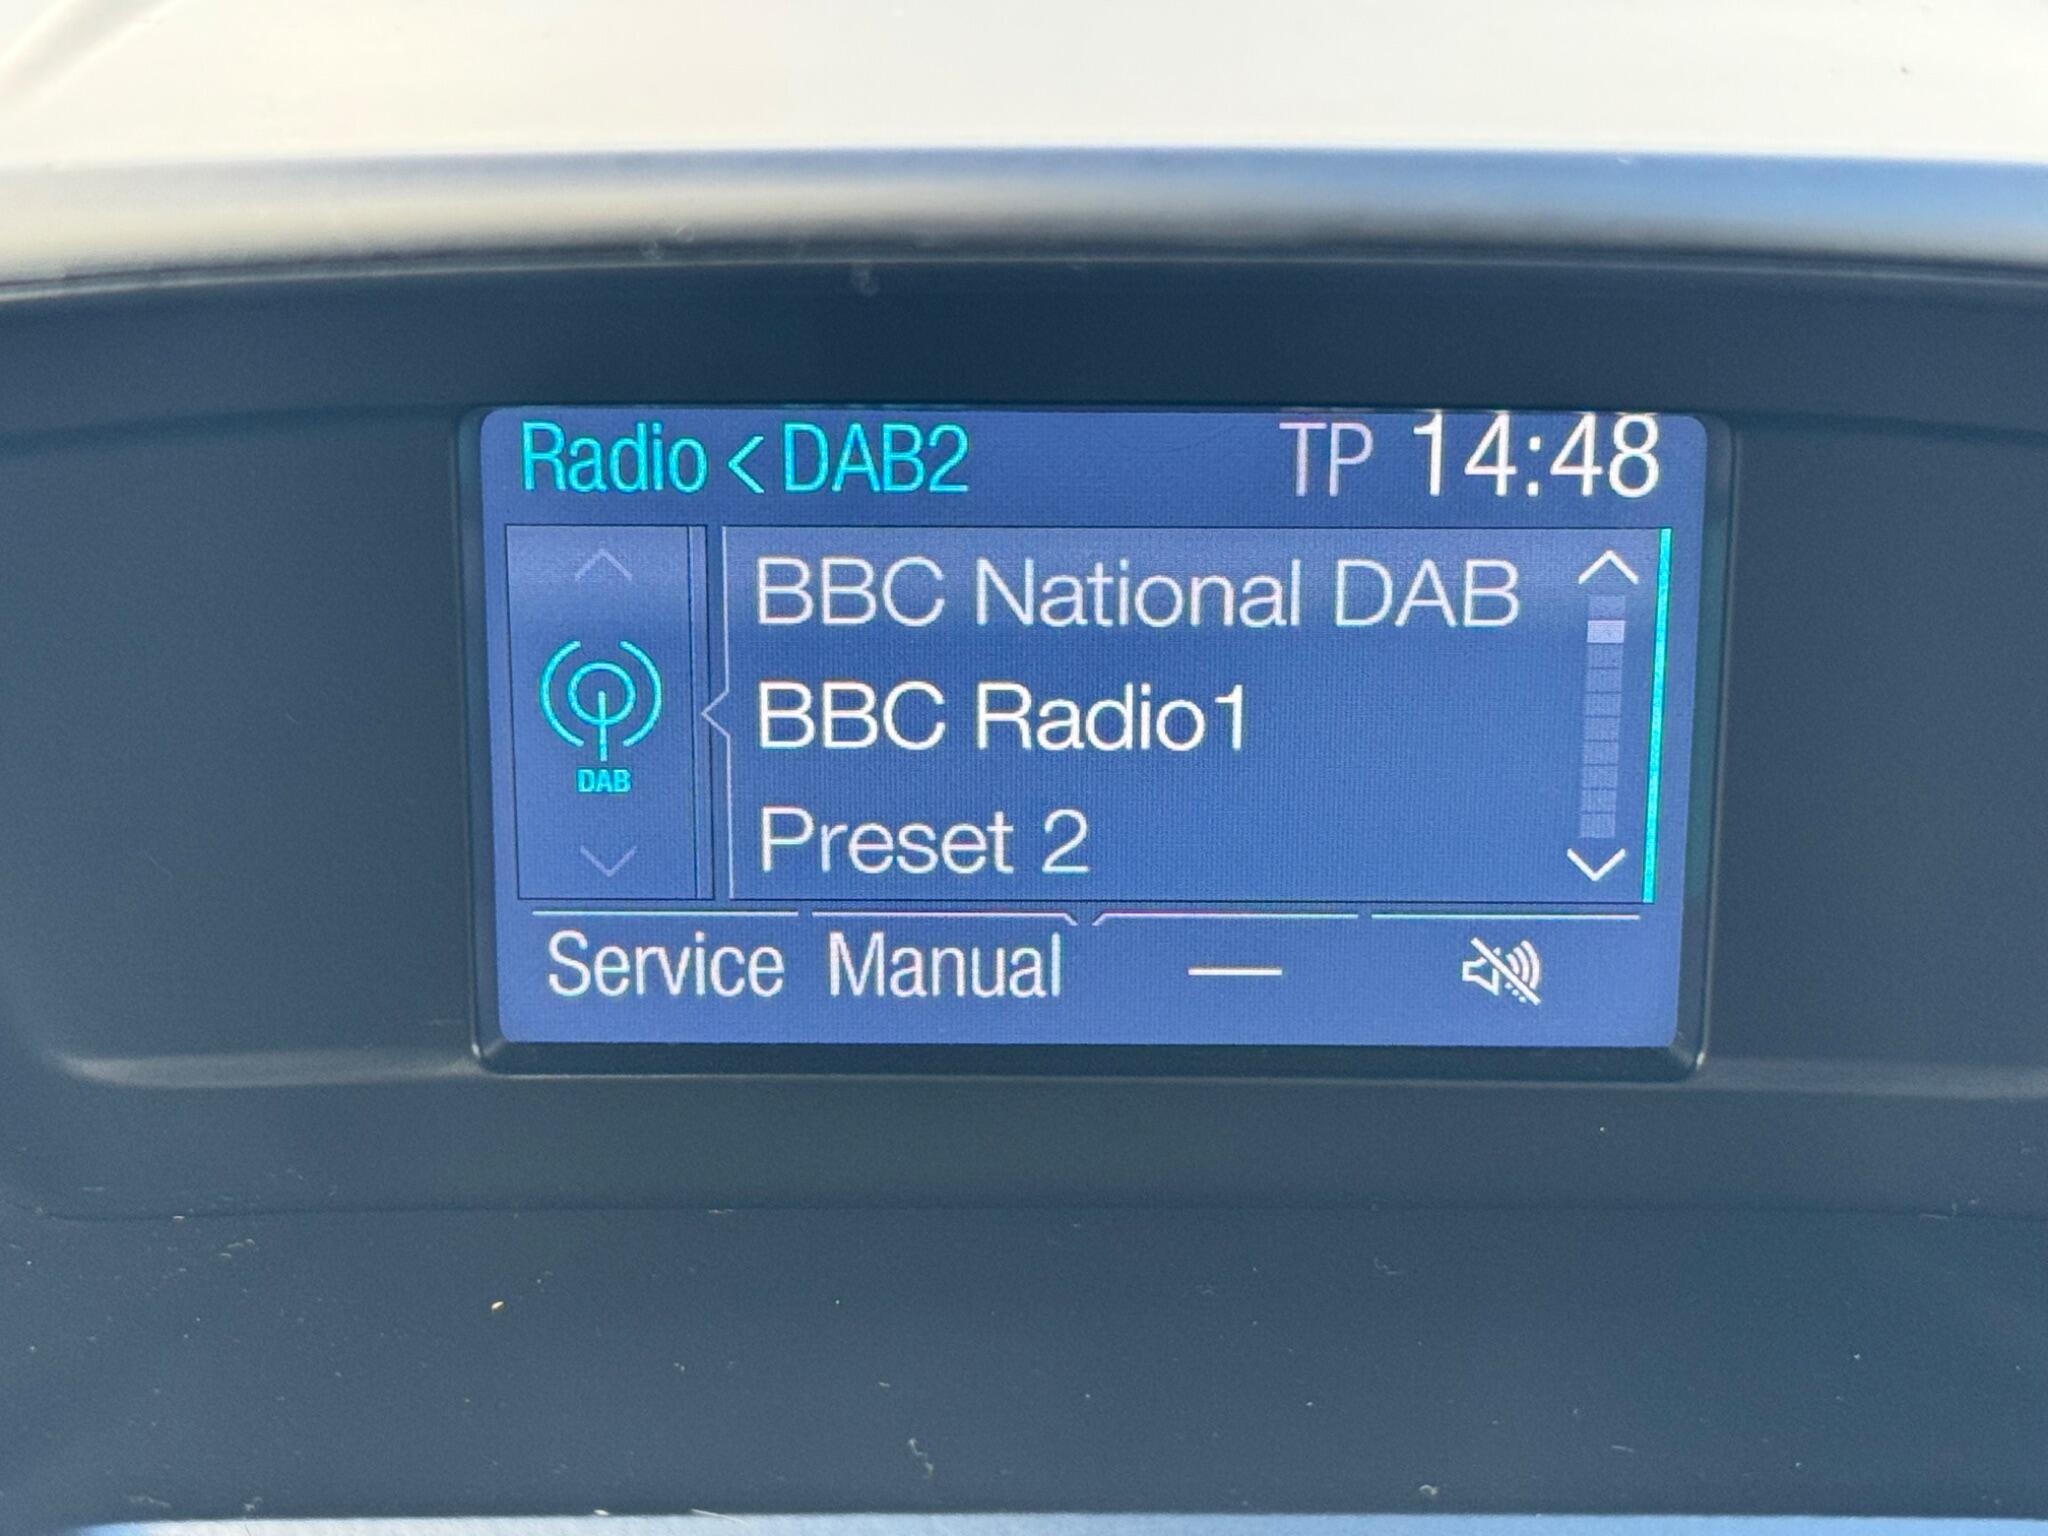 Radio < DAB2 TP 14:48
BBC National DAB
BBC Radio1
DAB
Preset 2
Service Manual —